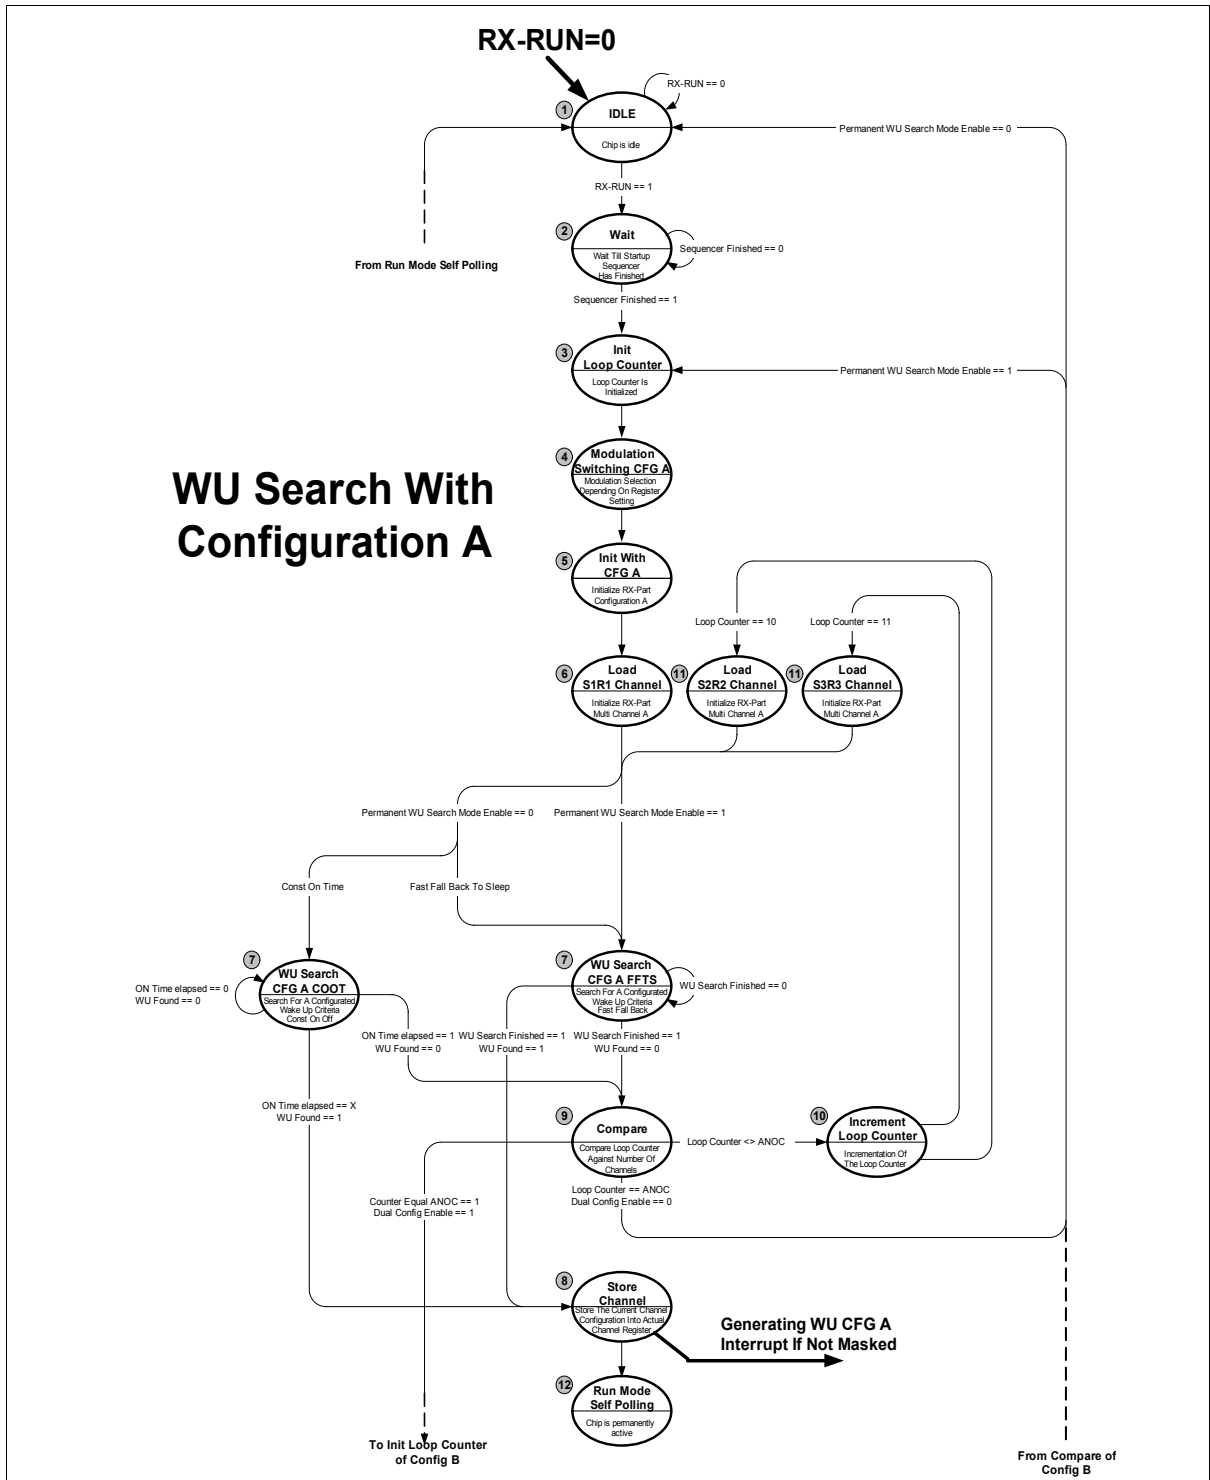 RX-RUN=0
RX-RUN == 0
1
IDLE
Chip is idle
Permanent WU Search Mode Enable == 0
RX-RUN == 1
2
Wait
Wait Till Startup
Sequencer
Has Finished
Sequencer Finished == 0
From Run Mode Self Polling
Sequencer Finished == 1
3
Init
Loop Counter
Loop Counter Is
Initialized
Permanent WU Search Mode Enable == 1
WU Search With
Configuration A
4
Modulation
Switching CFG A
Modulation Selection
Depending On Register
Setting
5
Init With
CFG A
Initialize RX-Part
Configuration A
Loop Counter == 10
Loop Counter == 11
6
Load
S1R1 Channel
Initialize RX-Part
Multi Channel A
11
Load
S2R2 Channel
Initialize RX-Part
Multi Channel A
11
Load
S3R3 Channel
Initialize RX-Part
Multi Channel A
Permanent WU Search Mode Enable == 0
Permanent WU Search Mode Enable == 1
Const On Time
Fast Fall Back To Sleep
7
WU Search
CFG A COOT
Search For A Configurated
Wake Up Criteria
Const On Off
ON Time elapsed == 0
WU Found == 0
7
WU Search
CFG A FFTS
Search For A Configurated
Wake Up Criteria
Fast Fall Back
WU Search Finished == 0
ON Time elapsed == 1
WU Found == 0
WU Search Finished == 1
WU Found == 1
WU Search Finished == 1
WU Found == 0
ON Time elapsed == X
WU Found == 1
9
Compare
Compare Loop Counter
Against Number Of
Channels
Loop Counter <> ANOC
10
Increment
Loop Counter
Incrementation Of
The Loop Counter
Counter Equal ANOC == 1
Dual Config Enable == 1
Loop Counter == ANOC
Dual Config Enable == 0
8
Store
Channel
Store The Current Channel
Configuration Into Actual
Channel Register
Generating WU CFG A
Interrupt If Not Masked
12
Run Mode
Self Polling
Chip is permanently
active
To Init Loop Counter
of Config B
From Compare of
Config B